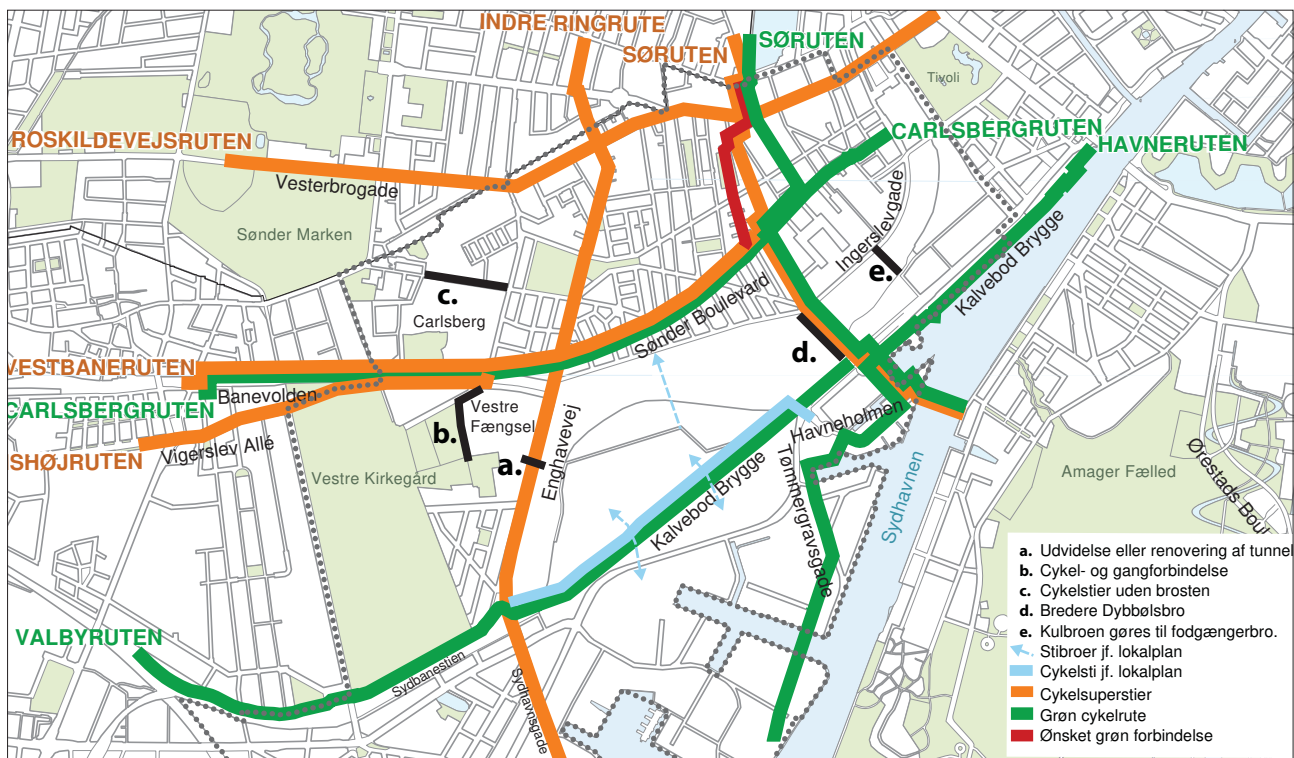 INDRE RINGRUTE
SØRUTEN
SØRUTEN
Tivoli
CARLSBERGRUTEN
HAVNERUTEN
ROSKILDEVEJSRUTEN
Vesterbrogade
Sønder Marken
Ingerslevgade
e.
Kalvebod Brygge
c.
Carlsberg
Sønder Boulevard
d.
VESTBANERUTEN
Banevolden
CARLSBERGRUTEN
Vestre
Fængsel
b.
Havneholmen
SHØJRUTEN
Vigerslev Allé
a.
Enghavevej
Vestre Kirkegård
Kalvebod Brygge
Tømmergravsgade
Sydhavnen
Amager Fælled
Ørestads Boul
VALBYRUTEN
Sydbanestien
Sydhavnsgade
a. Udvidelse eller renovering af tunnel
b. Cykel- og gangforbindelse
c. Cykelstier uden brosten
d. Bredere Dybbølsbro
e. Kulbroen gøres til fodgængerbro.
Stibroer jf. lokalplan
Cykelsti jf. lokalplan
Cykelsuperstier
Grøn cykelrute
Ønsket grøn forbindelse